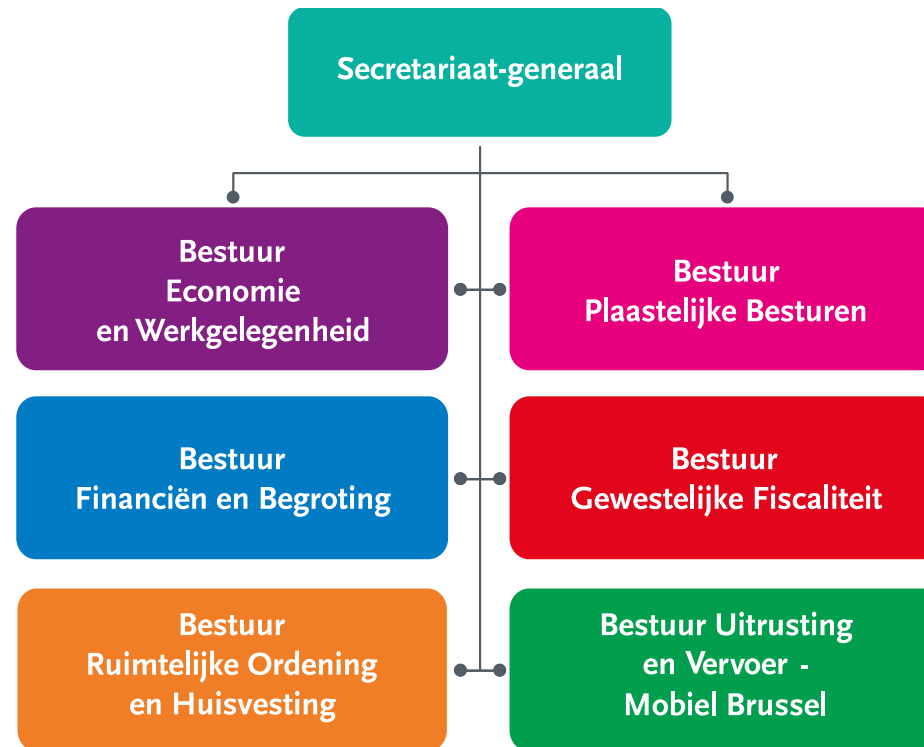 Secretariaat-generaal
Bestuur
Economie
en Werkgelegenheid
Bestuur
Plaastelijke Besturen
Bestuur
Financiën en Begroting
Bestuur
Gewestelijke Fiscaliteit
Bestuur
Ruimtelijke Ordening
en Huisvesting
Bestuur Uitrusting
en Vervoer -
Mobiel Brussel